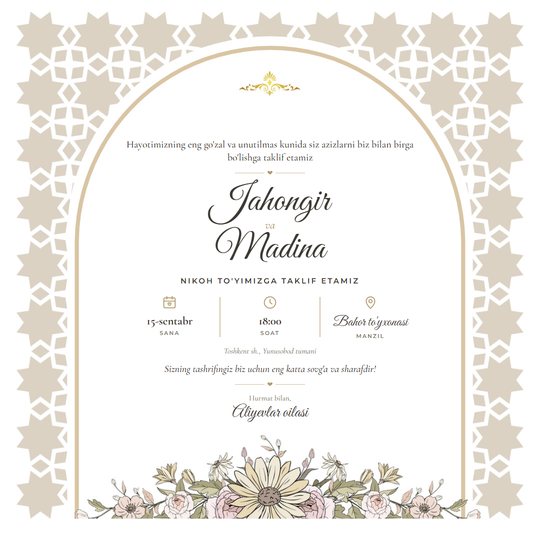 Hayotimizning eng go'zal va unutilmas kunida siz azizlarni biz bilan birga
bo'lishga taklif etamiz
Jahongir
va
Madina
NIKOH TO'YIMIZGA TAKLIF ETAMIZ
15-sentabr
SANA
18:00
SOAT
Bahor to'yxonasi
MANZIL
Toshkent sh., Yunusobod tumani
Sizning tashrifingiz biz uchun eng katta sovg'a va sharafdir!
Hurmat bilan,
Aliyevlar oilasi